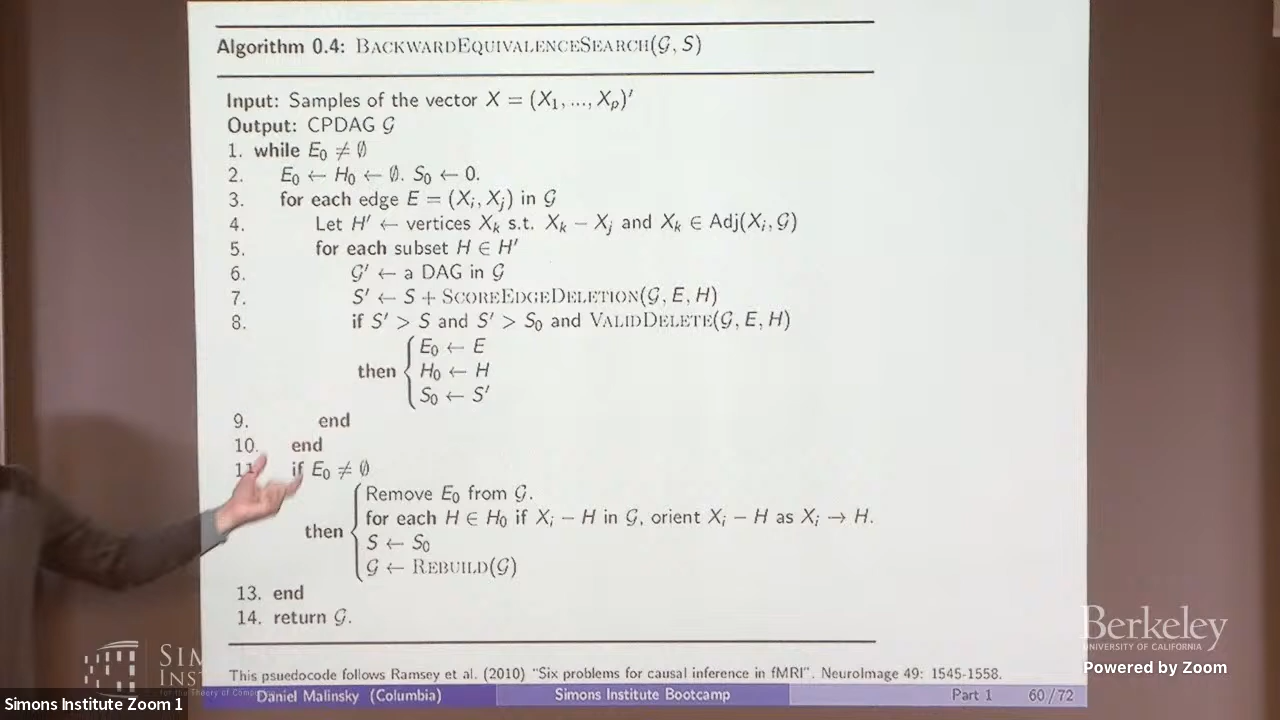 Algorithm 0.4: BACKWARDEQUIVALENCESEARCH(𝒢, S)
Input: Samples of the vector X = (X₁, ..., Xₚ)′
Output: CPDAG 𝒢
1. while E₀ ≠ ∅
2. E₀ ← H₀ ← ∅. S₀ ← 0.
3. for each edge E = (Xᵢ, Xⱼ) in 𝒢
4. Let H′ ← vertices Xₖ s.t. Xₖ − Xⱼ and Xₖ ∈ Adj(Xᵢ, 𝒢)
5. for each subset H ∈ H′
6. 𝒢′ ← a DAG in 𝒢
7. S′ ← S + SCOREEDGEDELETION(𝒢, E, H)
8. if S′ > S and S′ > S₀ and VALIDDELETE(𝒢, E, H)
E₀ ← E
then { H₀ ← H
S₀ ← S′
9. end
10. end
11. if E₀ ≠ ∅
Remove E₀ from 𝒢.
for each H ∈ H₀ if Xᵢ − H in 𝒢, orient Xᵢ − H as Xᵢ → H.
then { S ← S₀
𝒢 ← REBUILD(𝒢)
13. end
14. return 𝒢.
This psuedocode follows Ramsey et al. (2010) "Six problems for causal inference in fMRI". NeuroImage 49: 1545-1558.
Daniel Malinsky (Columbia) Simons Institute Bootcamp Part 1 60/72
Berkeley
UNIVERSITY OF CALIFORNIA
Powered by Zoom
Simons Institute Zoom 1